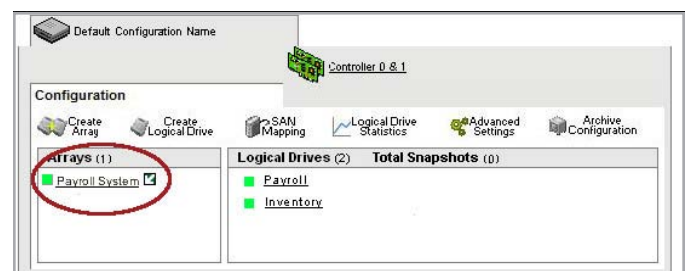 Default Configuration Name
Controller 0 & 1
Configuration
Create Array
Create Logical Drive
SAN Mapping
Logical Drive Statistics
Advanced Settings
Archive Configuration
Arrays (1)
Logical Drives (2) Total Snapshots (0)
Payroll System
Payroll
Inventory